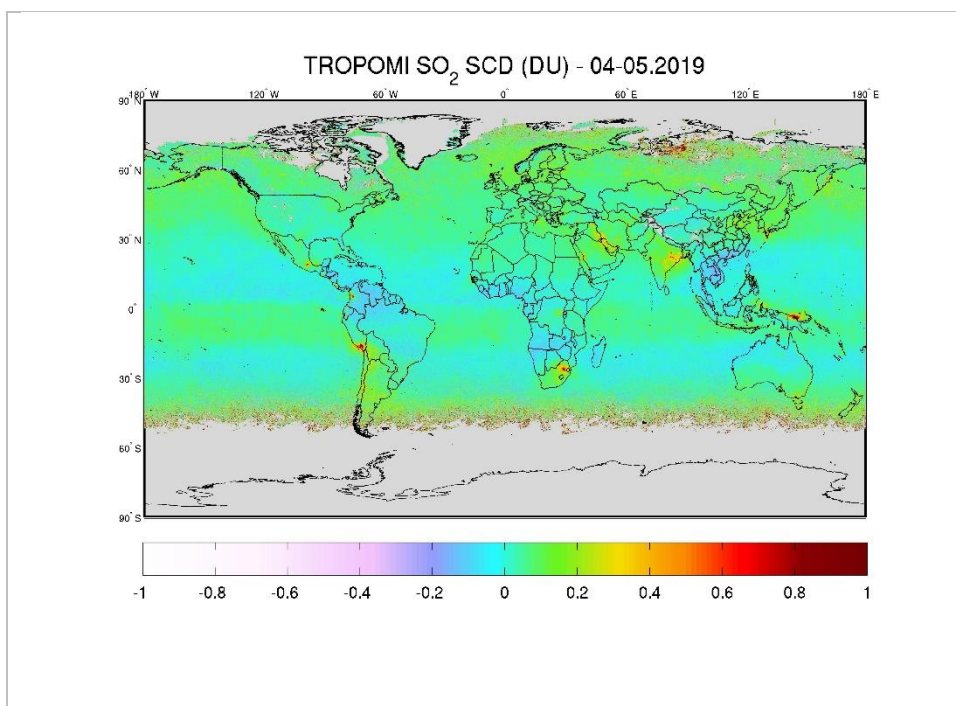 TROPOMI SO₂ SCD (DU) - 04-05.2019
180° W 120° W 60° W 0° 60° E 120° E 180° E
90° N
60° N
30° N
0°
30° S
60° S
90° S
-1 -0.8 -0.6 -0.4 -0.2 0 0.2 0.4 0.6 0.8 1